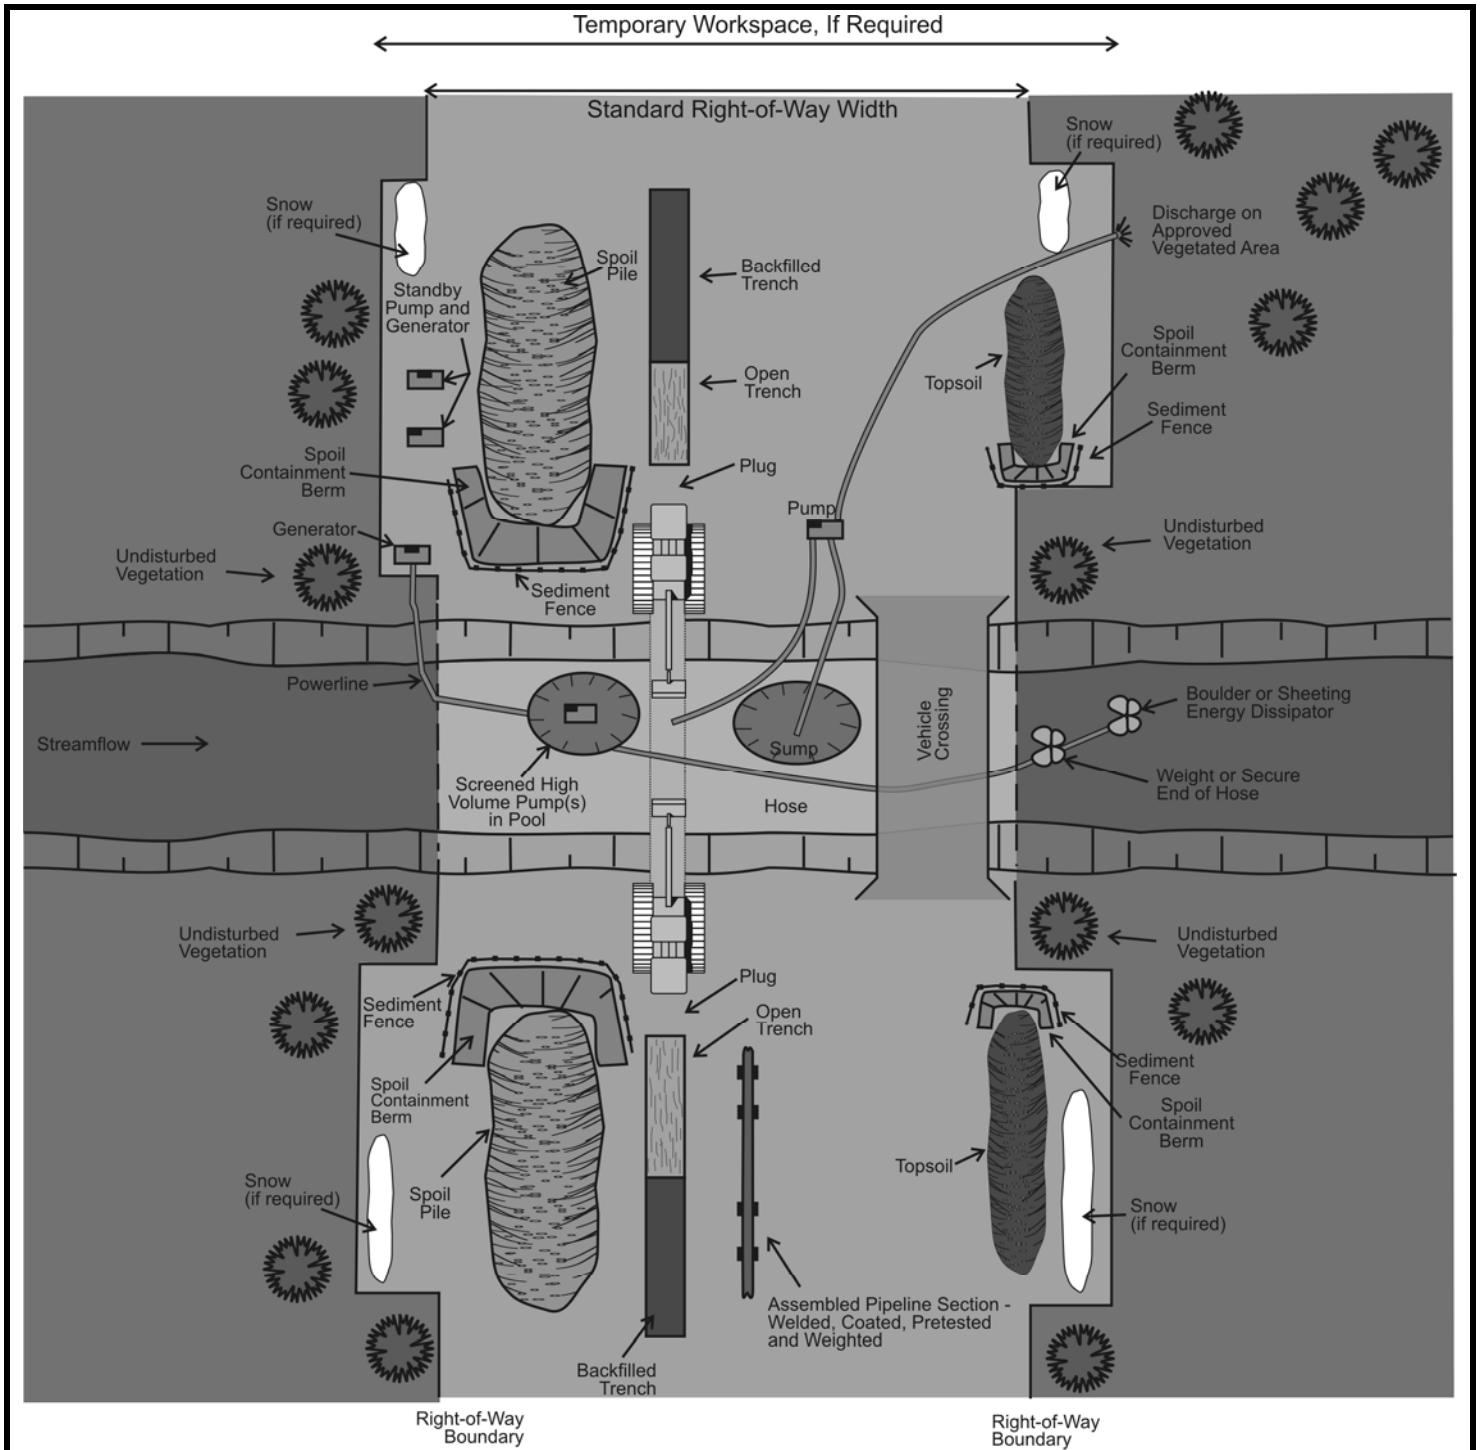 Temporary Workspace, If Required
Standard Right-of-Way Width
Snow
(if required)
Snow
(if required)
Discharge on
Approved
Vegetated Area
Spoil
Pile
Backfilled
Trench
Standby
Pump and
Generator
Spoil
Containment
Berm
Open
Trench
Topsoil
Sediment
Fence
Spoil
Containment
Berm
Plug
Pump
Generator
Undisturbed
Vegetation
Undisturbed
Vegetation
Sediment
Fence
Powerline
Vehicle
Crossing
Boulder or Sheeting
Energy Dissipator
Streamflow
Sump
Screened High
Volume Pump(s)
in Pool
Hose
Weight or Secure
End of Hose
Undisturbed
Vegetation
Undisturbed
Vegetation
Plug
Sediment
Fence
Open
Trench
Sediment
Fence
Spoil
Containment
Berm
Spoil
Containment
Berm
Topsoil
Snow
(if required)
Spoil
Pile
Snow
(if required)
Assembled Pipeline Section -
Welded, Coated, Pretested
and Weighted
Backfilled
Trench
Right-of-Way
Boundary
Right-of-Way
Boundary